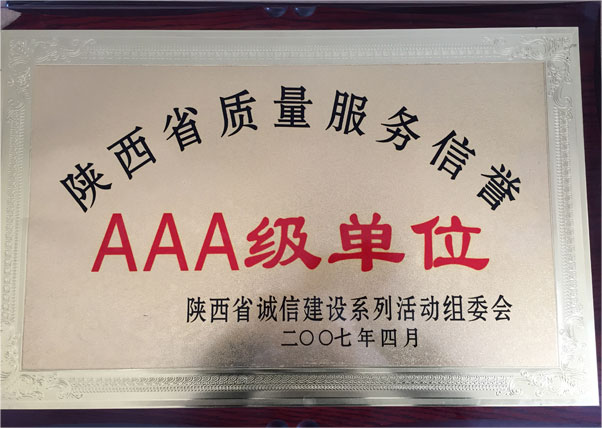 陕西省质量服务信誉
AAA级单位
陕西省诚信建设系列活动组委会
二〇〇七年四月